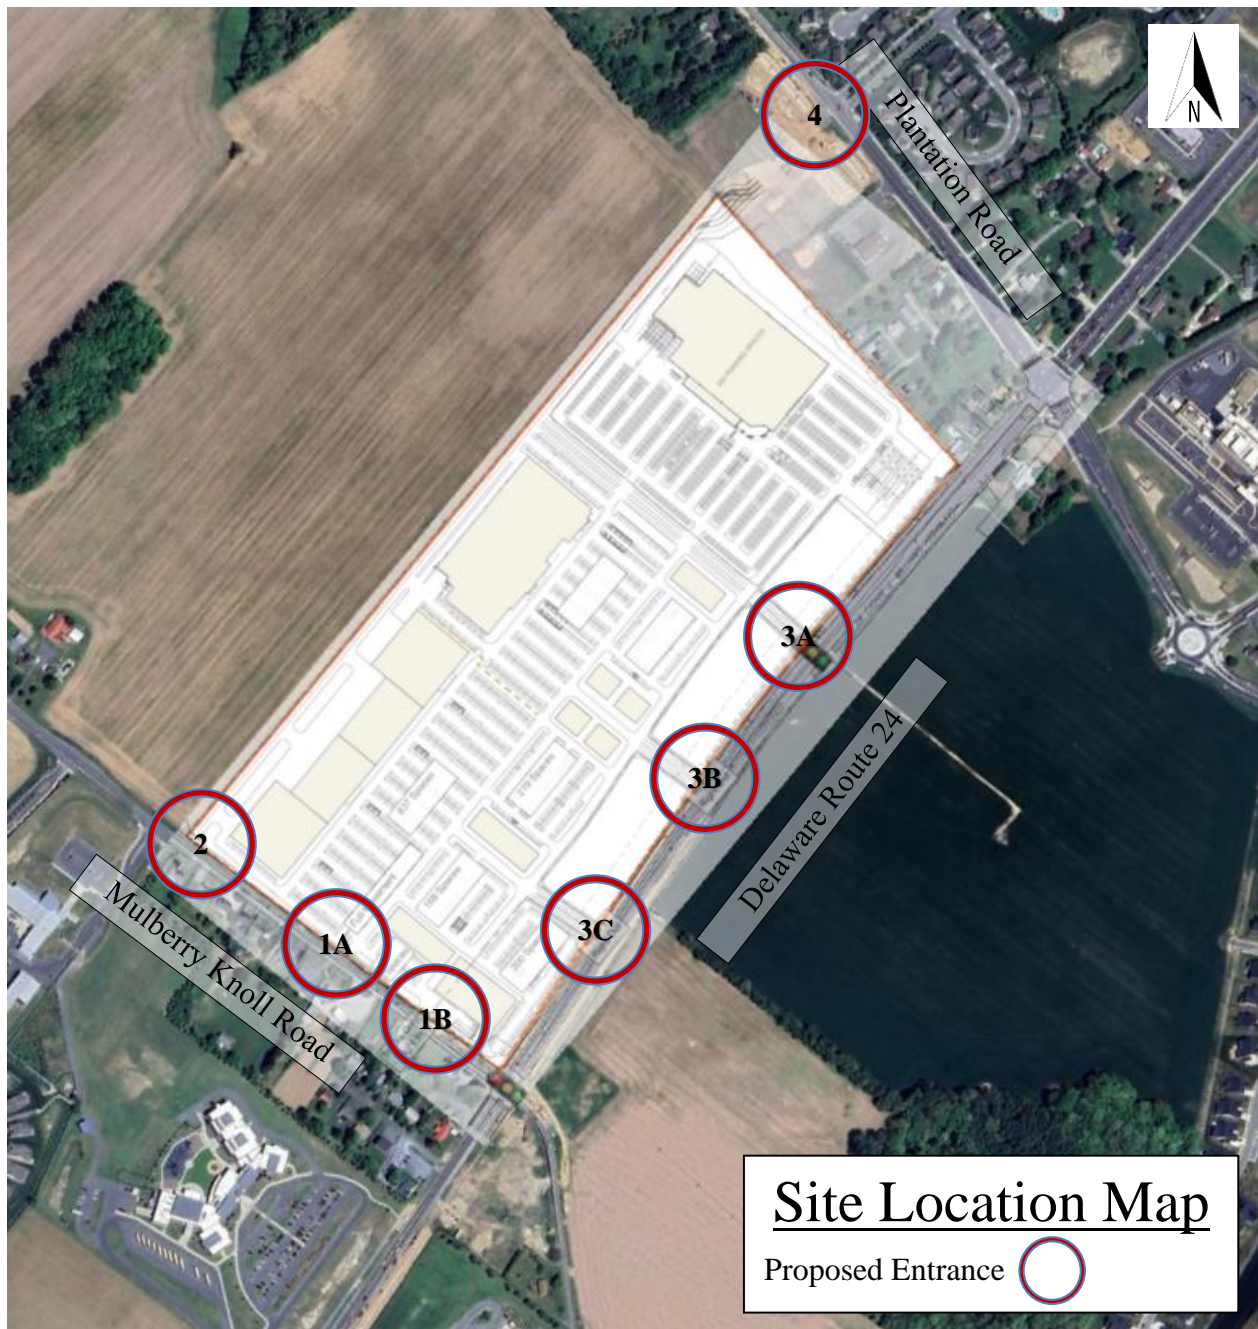 N
4
Plantation Road
3A
3B
Delaware Route 24
2
3C
1A
Mulberry Knoll Road
1B
Site Location Map
Proposed Entrance